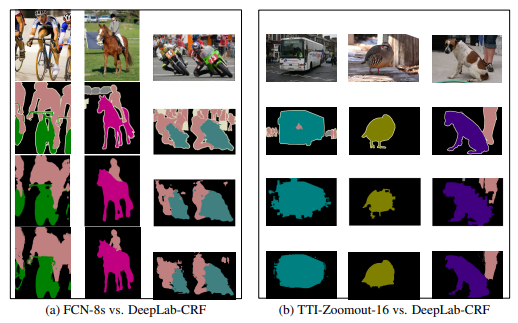 (a) FCN-8s vs. DeepLab-CRF
(b) TTI-Zoomout-16 vs. DeepLab-CRF